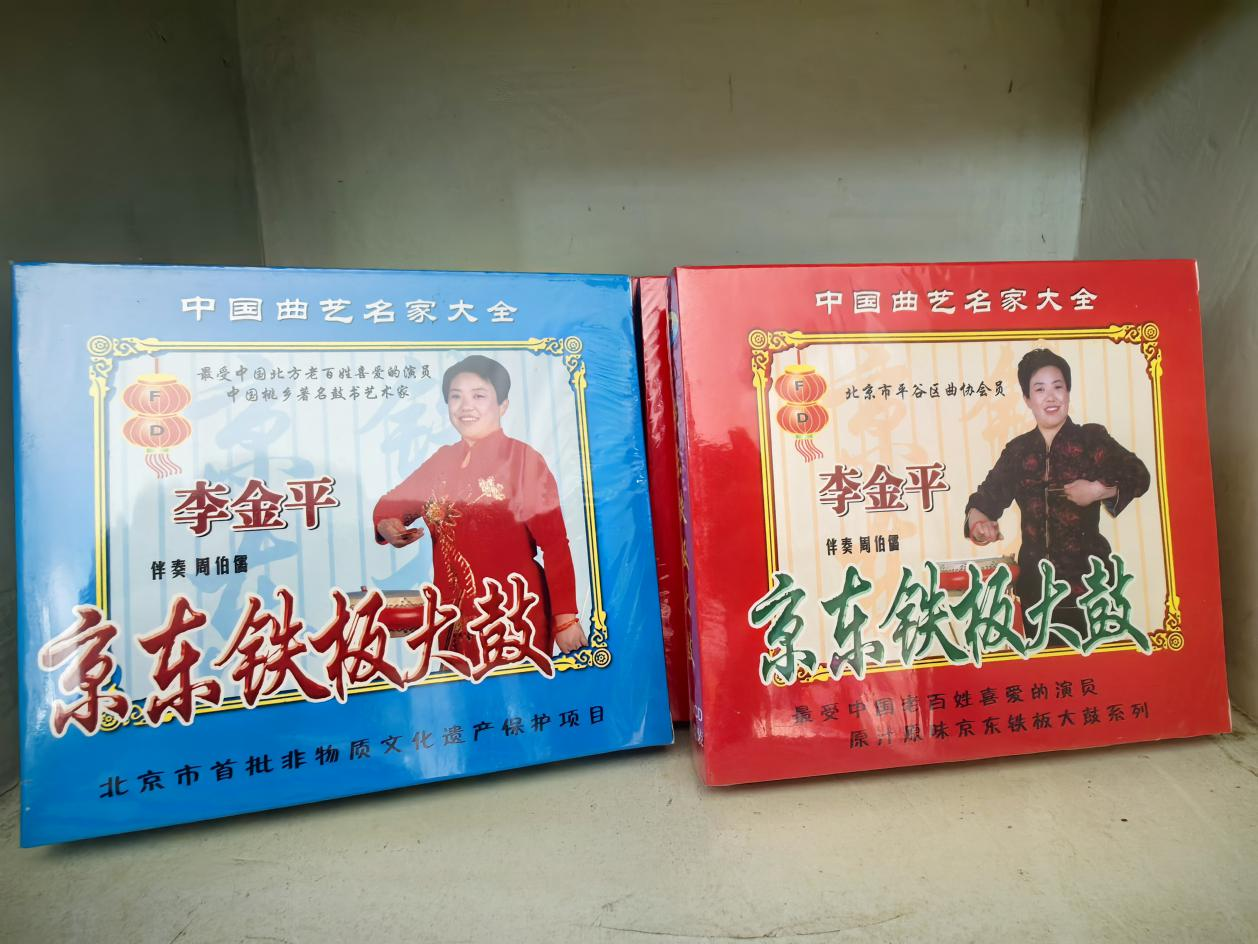 中国曲艺名家大全
最受中国北方老百姓喜爱的演员
中国桃乡著名鼓书艺术家
F
D
李金平
伴奏 周伯儒
京东铁板大鼓
北京市首批非物质文化遗产保护项目
中国曲艺名家大全
北京市平谷区曲协会员
F
D
李金平
伴奏 周伯儒
京东铁板大鼓
最受中国老百姓喜爱的演员
原汁原味京东铁板大鼓系列